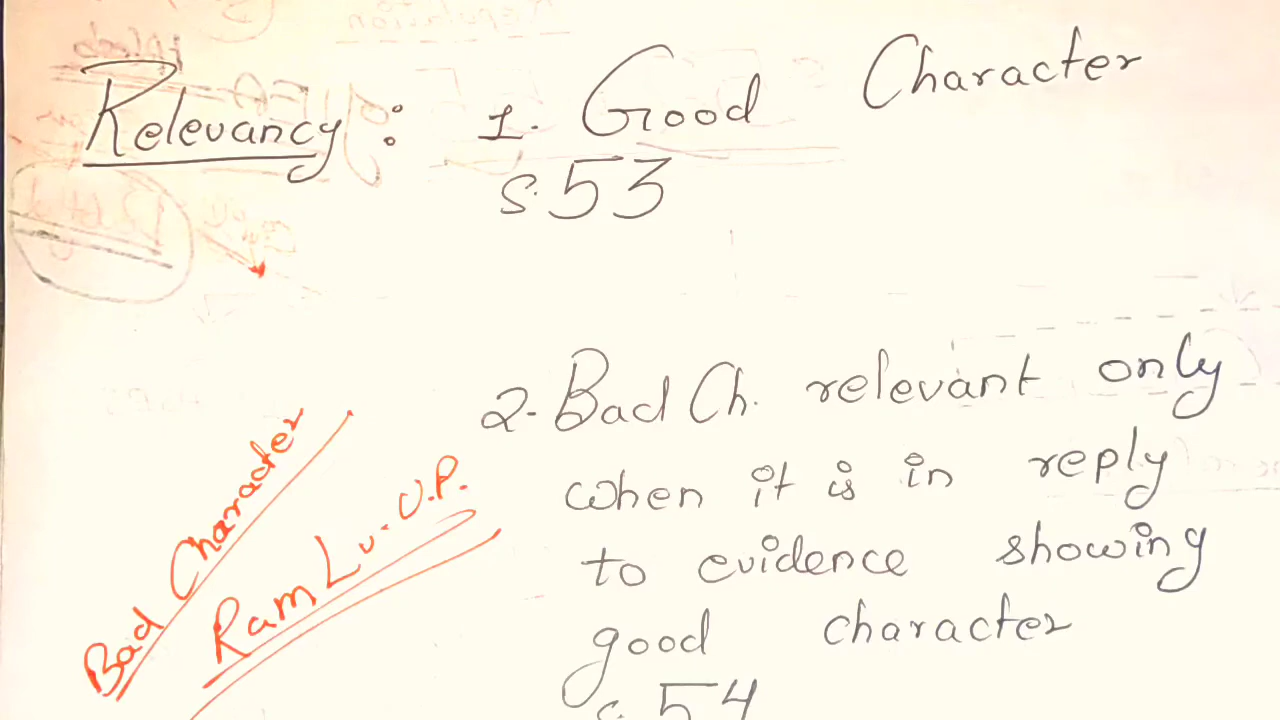 Relevancy: 1. Good Character
S.53
2. Bad Ch. relevant only
when it is in reply
to evidence showing
good character
S. 54
Bad Character
Ram L v. U.P.